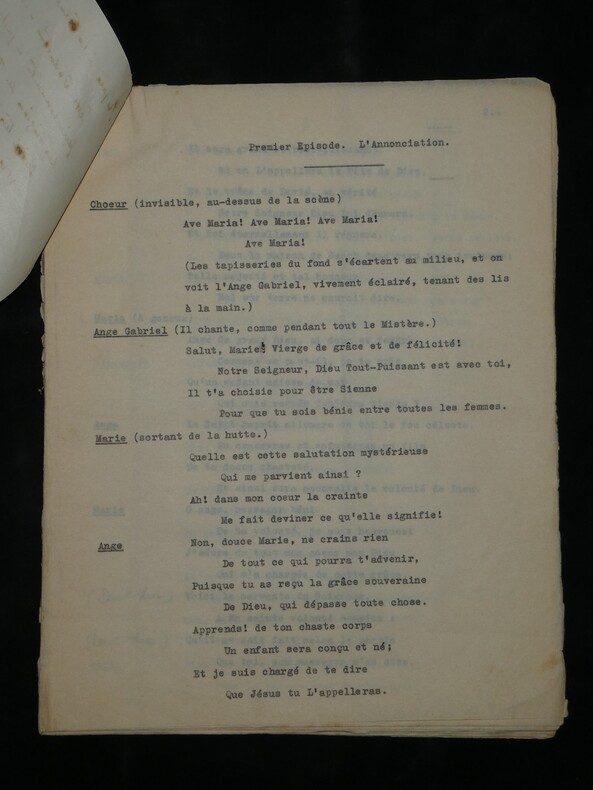 Premier Episode. L'Annonciation.
Choeur (invisible, au-dessus de la scène)
Ave Maria! Ave Maria! Ave Maria!
Ave Maria!
(Les tapisseries du fond s'écartent au milieu, et on
voit l'Ange Gabriel, vivement éclairé, tenant des lis
à la main.)
Ange Gabriel (Il chante, comme pendant tout le Mistère.)
Salut, Marie! Vierge de grâce et de félicité!
Notre Seigneur, Dieu Tout-Puissant est avec toi,
Il t'a choisie pour être Sienne
Pour que tu sois bénie entre toutes les femmes.
Marie (sortant de la hutte.)
Quelle est cette salutation mystérieuse
Qui me parvient ainsi ?
Ah! dans mon coeur la crainte
Me fait deviner ce qu'elle signifie!
Ange Non, douce Marie, ne crains rien
De tout ce qui pourra t'advenir,
Puisque tu as reçu la grâce souveraine
De Dieu, qui dépasse toute chose.
Apprends! de ton chaste corps
Un enfant sera conçu et né;
Et je suis chargé de te dire
Que Jésus tu L'appelleras.